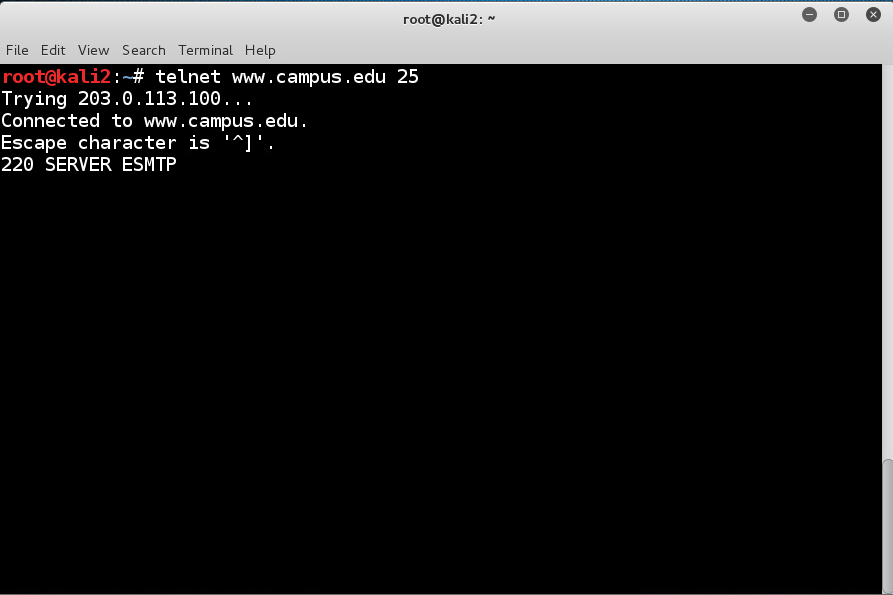 root@kali2: ~
File Edit View Search Terminal Help
root@kali2:~# telnet www.campus.edu 25
Trying 203.0.113.100...
Connected to www.campus.edu.
Escape character is '^]'.
220 SERVER ESMTP